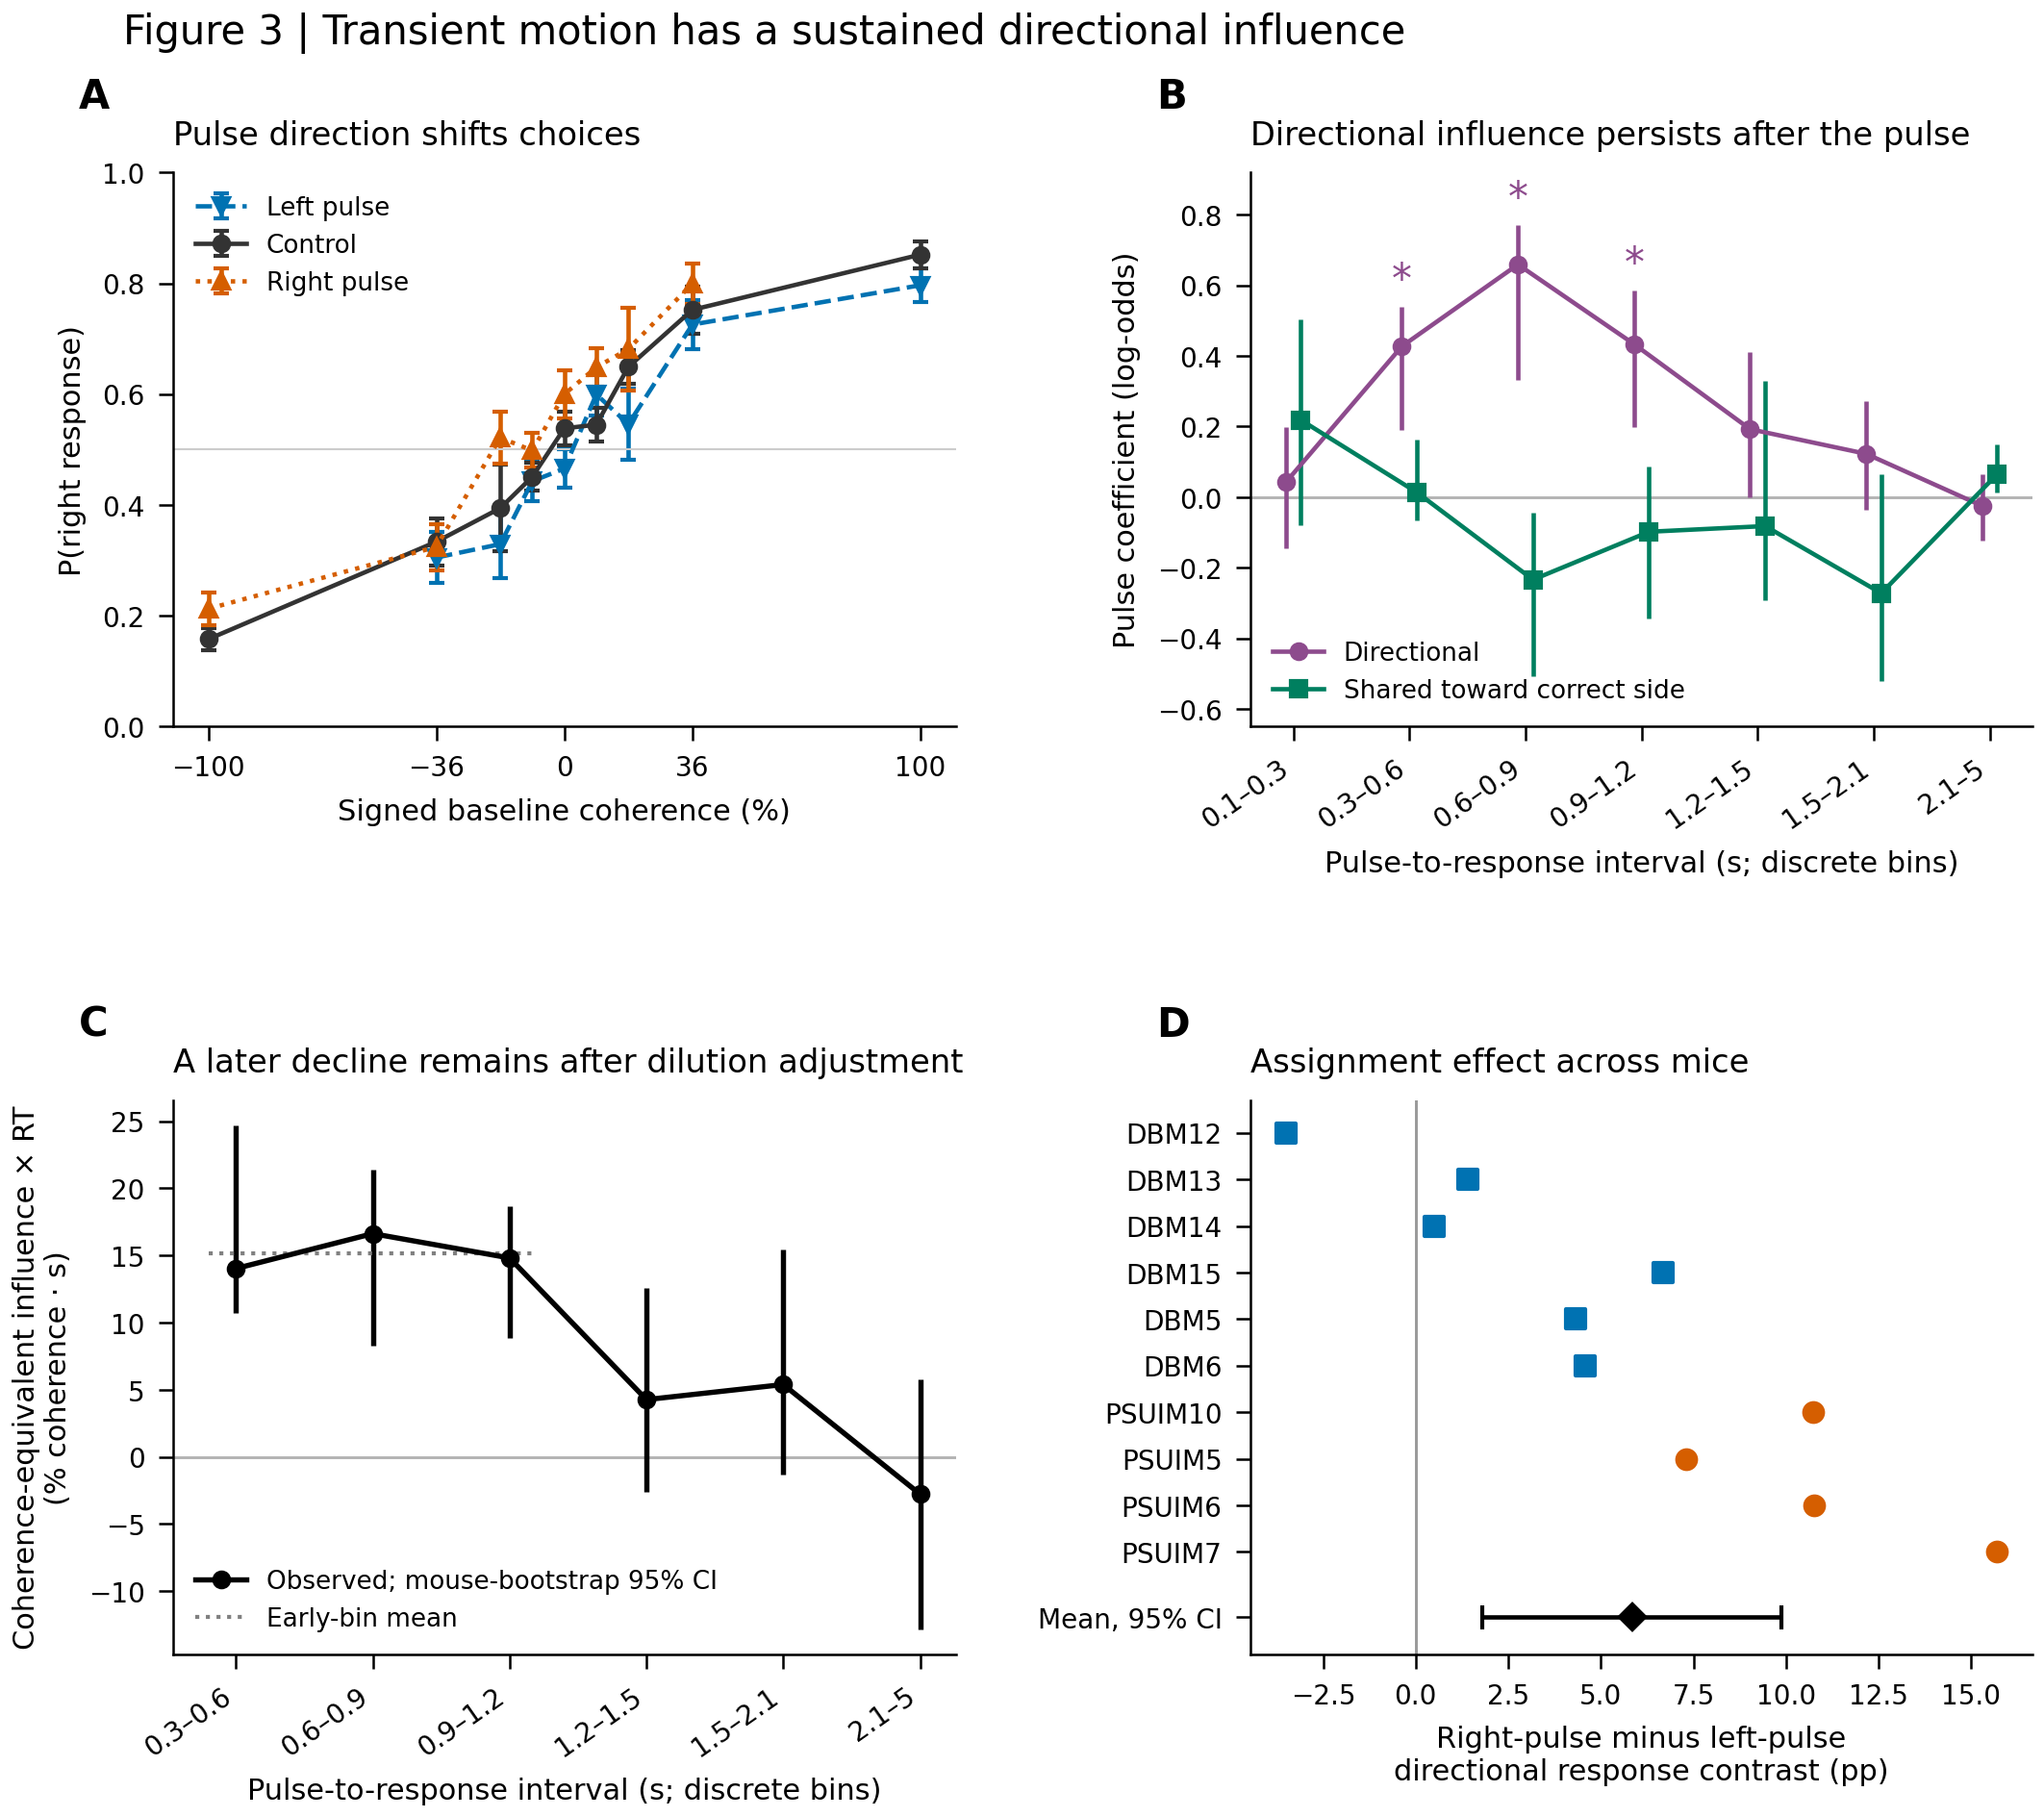 Figure 3 | Transient motion has a sustained directional influence
A
Pulse direction shifts choices
P(right response)
1.0
0.8
0.6
0.4
0.2
0.0
Left pulse
Control
Right pulse
−100
−36
0
36
100
Signed baseline coherence (%)
B
Directional influence persists after the pulse
Pulse coefficient (log-odds)
0.8
0.6
0.4
0.2
0.0
−0.2
−0.4
−0.6
*
*
*
Directional
Shared toward correct side
0.1–0.3
0.3–0.6
0.6–0.9
0.9–1.2
1.2–1.5
1.5–2.1
2.1–5
Pulse-to-response interval (s; discrete bins)
C
A later decline remains after dilution adjustment
Coherence-equivalent influence × RT
(% coherence · s)
25
20
15
10
5
0
−5
−10
Observed; mouse-bootstrap 95% CI
Early-bin mean
0.3–0.6
0.6–0.9
0.9–1.2
1.2–1.5
1.5–2.1
2.1–5
Pulse-to-response interval (s; discrete bins)
D
Assignment effect across mice
DBM12
DBM13
DBM14
DBM15
DBM5
DBM6
PSUIM10
PSUIM5
PSUIM6
PSUIM7
Mean, 95% CI
−2.5
0.0
2.5
5.0
7.5
10.0
12.5
15.0
Right-pulse minus left-pulse
directional response contrast (pp)